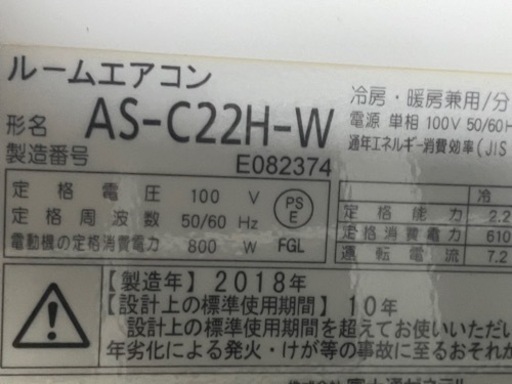 ルームエアコン
形名 AS-C22H-W
製造番号 E082374
冷房・暖房兼用/分
電源 単相 100V 50/60H
通年エネルギー消費効率(JIS
定格電圧 100 V
定格周波数 50/60 Hz
電動機の定格消費電力 800 W
PS
E
FGL
冷
定格能力 2.2
定格消費電力 610
運転電流 7.2
【製造年】2018年
【設計上の標準使用期間】10年
設計上の標準使用期間を超えてお使いいただい
年劣化による発火・けが等の事故に至るおそれが